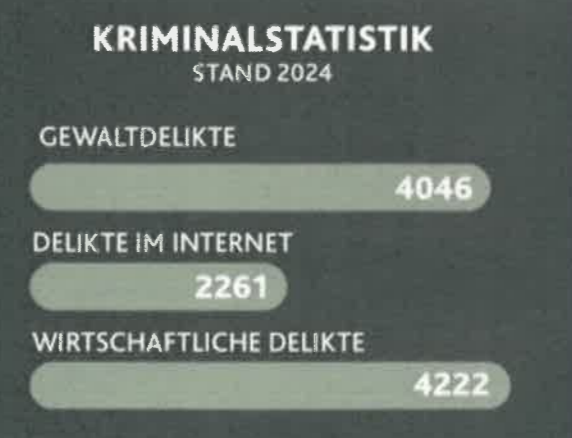 KRIMINALSTATISTIK
STAND 2024
GEWALTDELIKTE
4046
DELIKTE IM INTERNET
2261
WIRTSCHAFTLICHE DELIKTE
4222